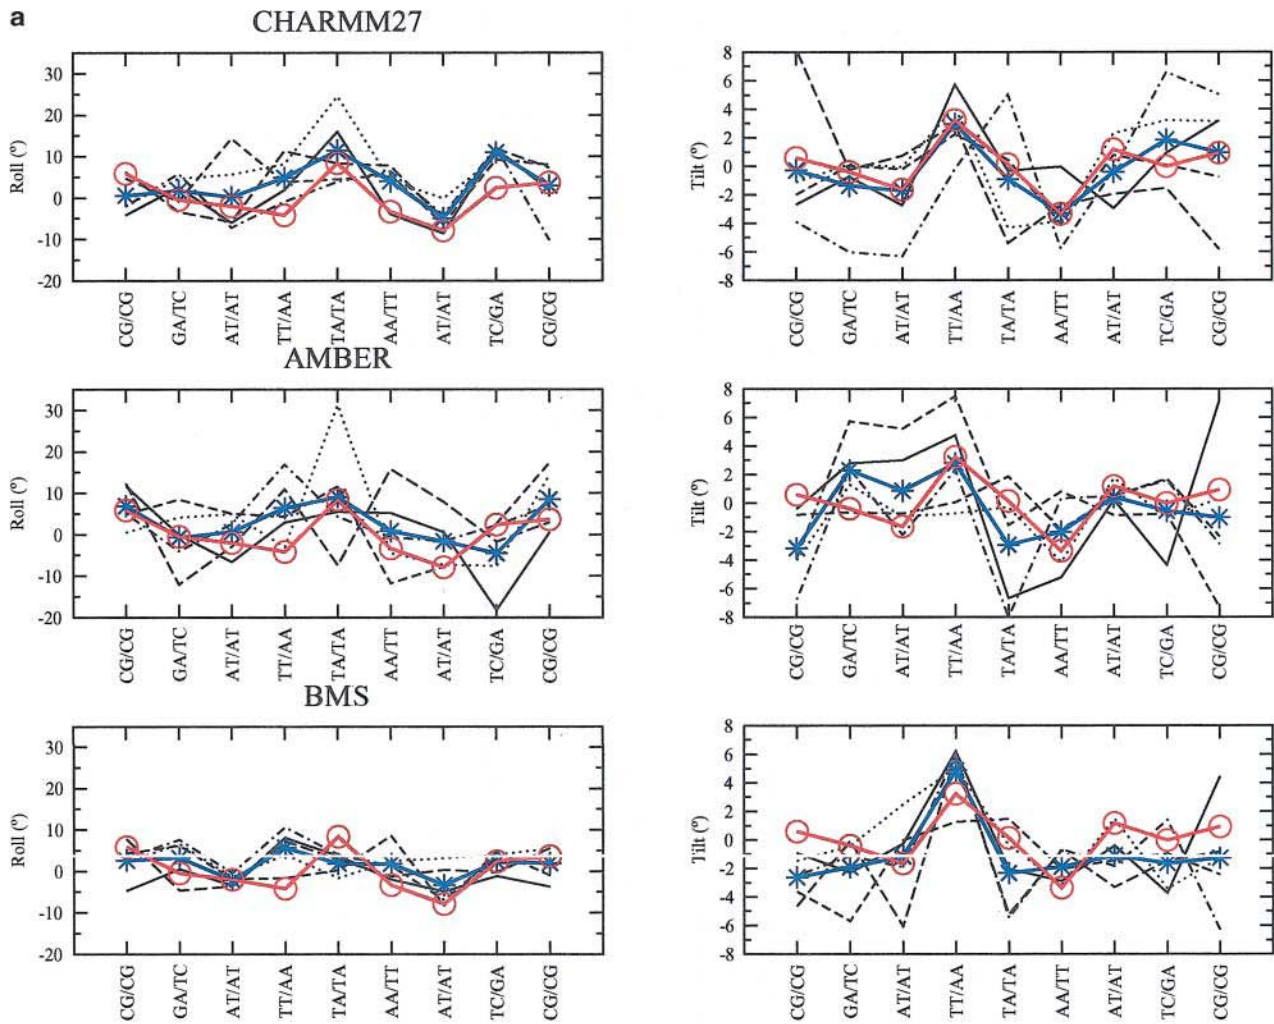 a
CHARMM27
Roll (°)
30
20
10
0
-10
-20
CG/CG
GA/TC
AT/AT
TT/AA
TA/TA
AA/TT
AT/AT
TC/GA
CG/CG
Tilt (°)
8
6
4
2
0
-2
-4
-6
-8
CG/CG
GA/TC
AT/AT
TT/AA
TA/TA
AA/TT
AT/AT
TC/GA
CG/CG
AMBER
Roll (°)
30
20
10
0
-10
-20
CG/CG
GA/TC
AT/AT
TT/AA
TA/TA
AA/TT
AT/AT
TC/GA
CG/CG
Tilt (°)
8
6
4
2
0
-2
-4
-6
-8
CG/CG
GA/TC
AT/AT
TT/AA
TA/TA
AA/TT
AT/AT
TC/GA
CG/CG
BMS
Roll (°)
30
20
10
0
-10
-20
CG/CG
GA/TC
AT/AT
TT/AA
TA/TA
AA/TT
AT/AT
TC/GA
CG/CG
Tilt (°)
8
6
4
2
0
-2
-4
-6
-8
CG/CG
GA/TC
AT/AT
TT/AA
TA/TA
AA/TT
AT/AT
TC/GA
CG/CG